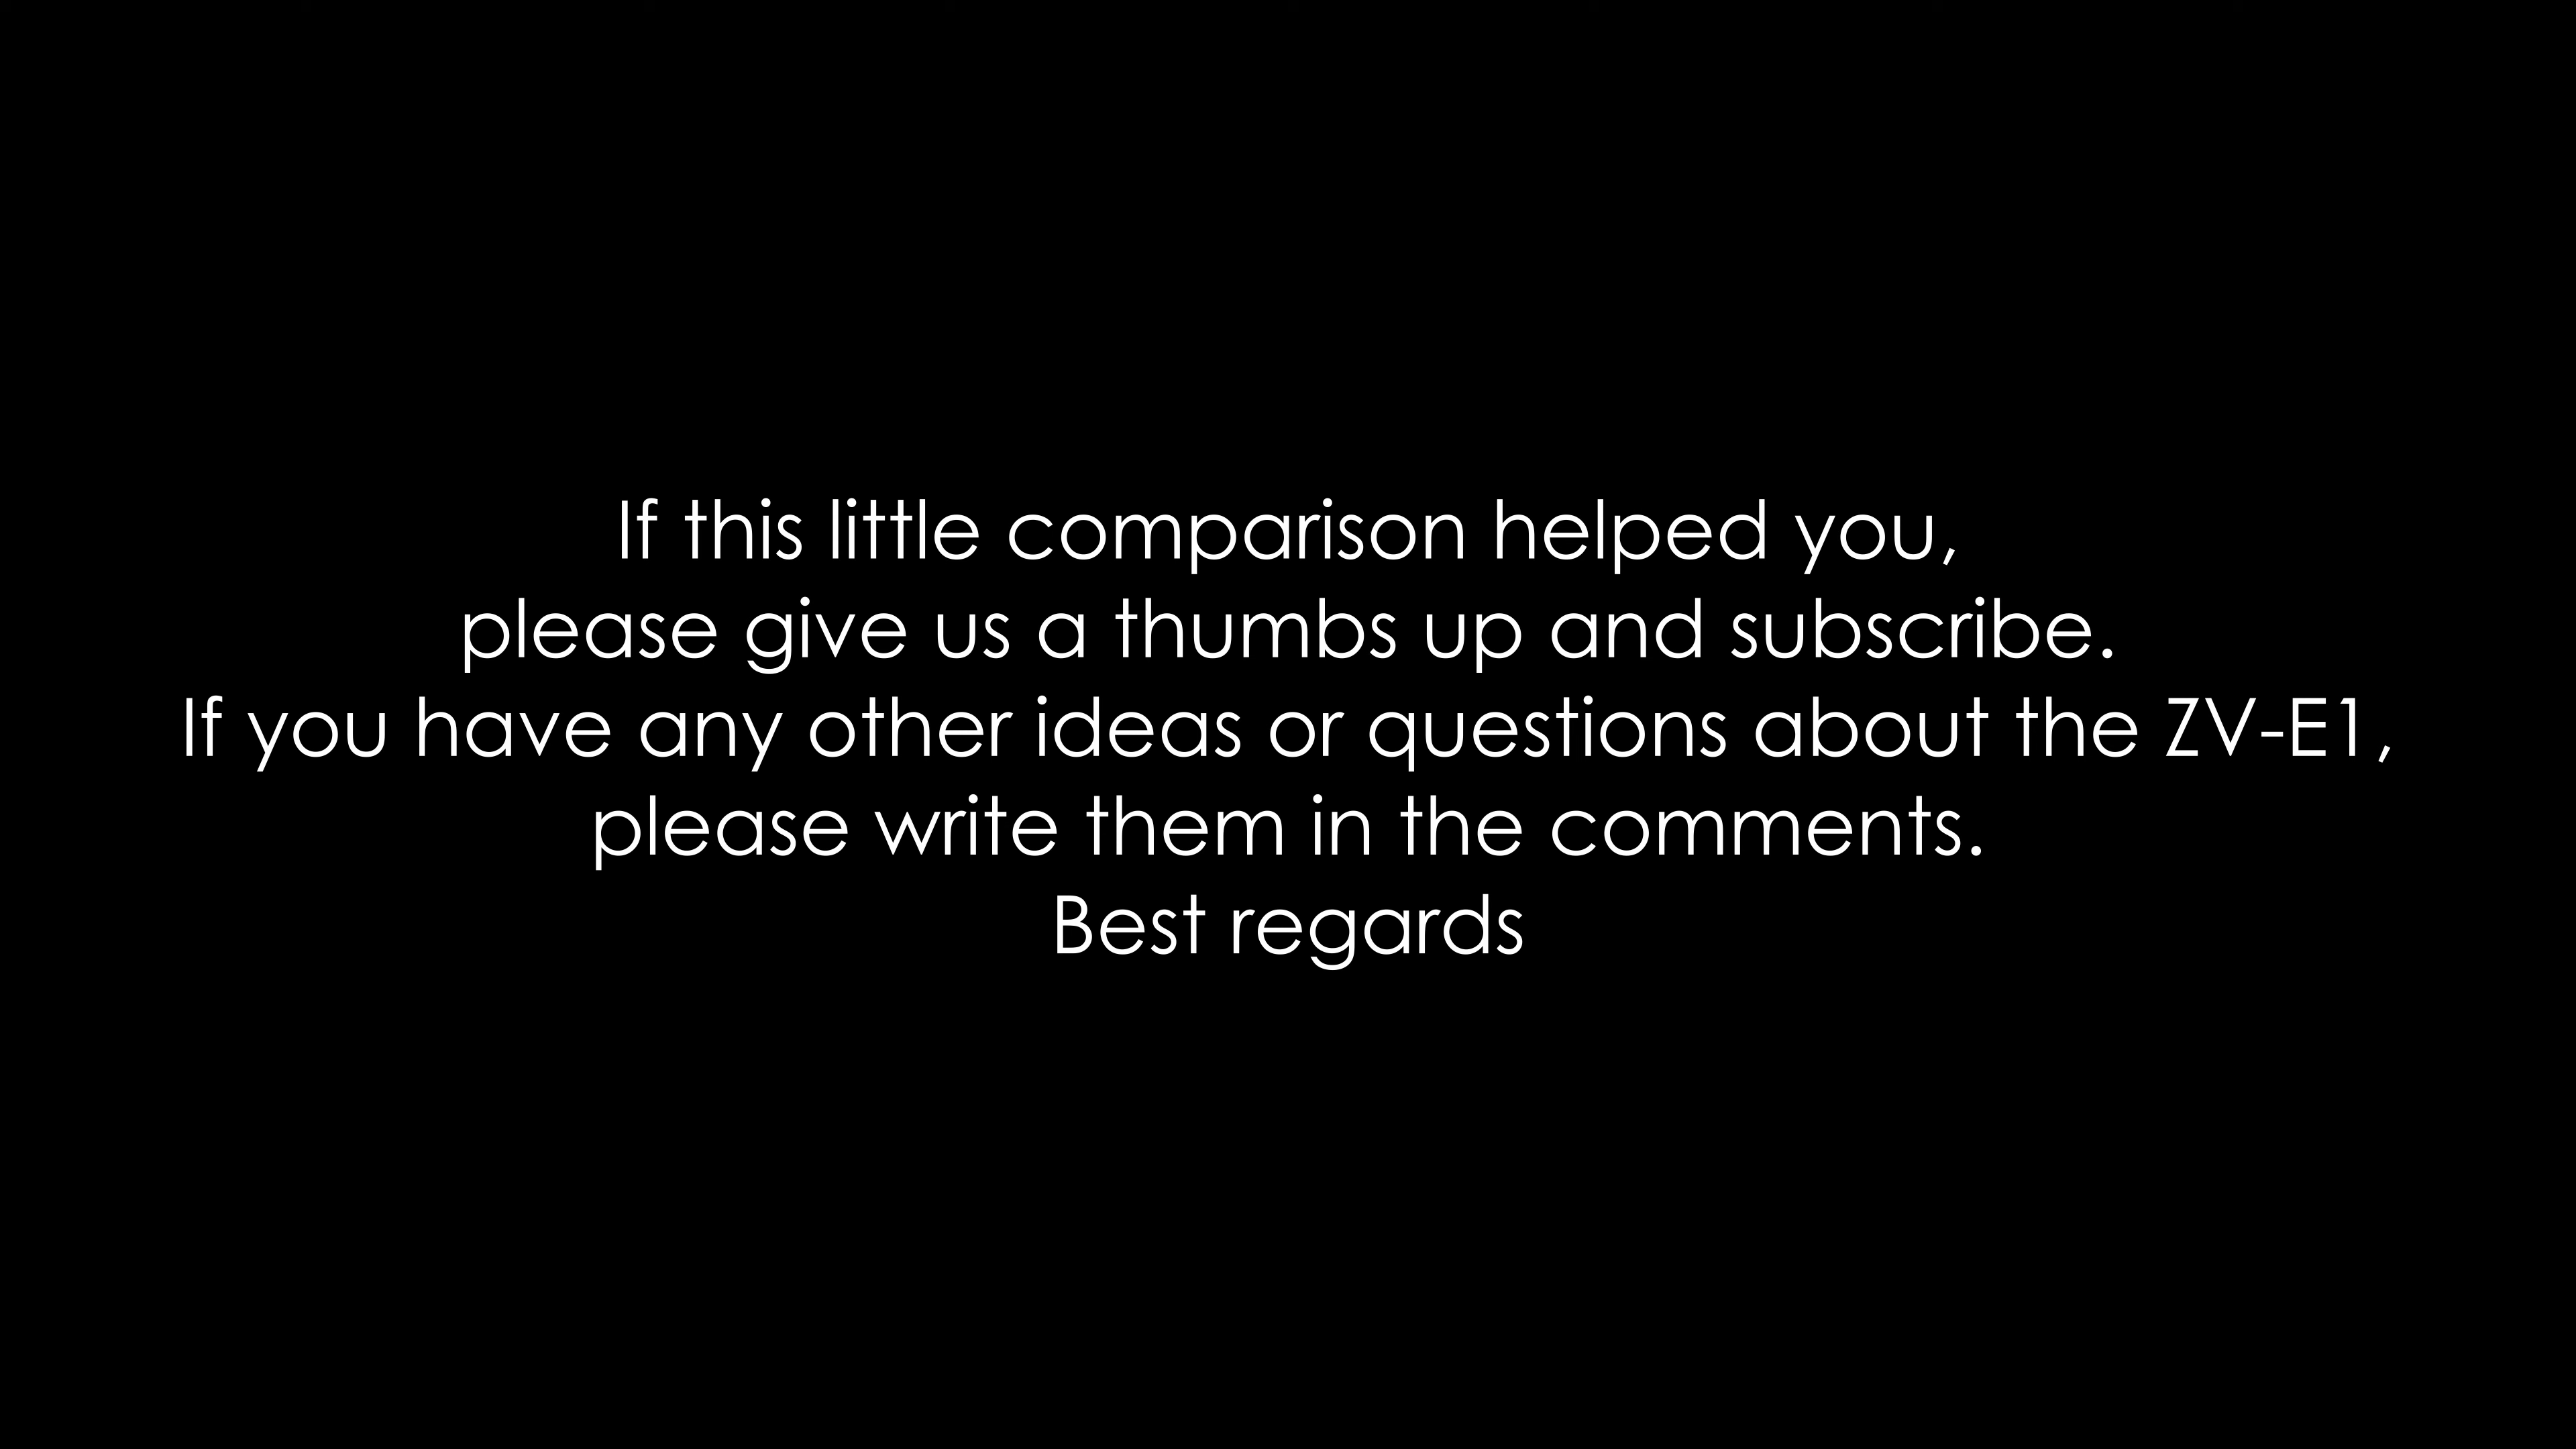 If this little comparison helped you,
please give us a thumbs up and subscribe.
If you have any other ideas or questions about the ZV-E1,
please write them in the comments.
Best regards